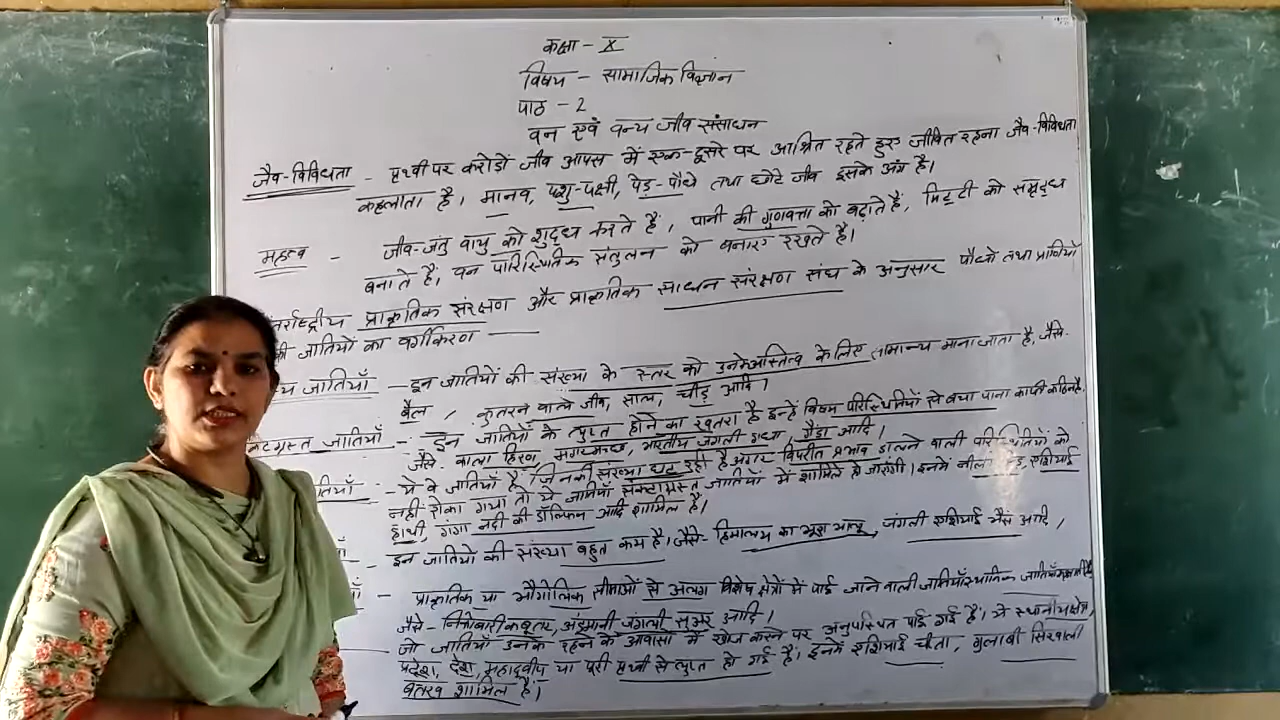 कक्षा - X
विषय - सामाजिक विज्ञान
पाठ - 2
वन एवं वन्य जीव संसाधन
जैव-विविधता - पृथ्वी पर करोड़ों जीव आपस में एक-दूसरे पर आश्रित रहते हुए जीवित रहना जैव-विविधता
कहलाता है। मानव, पशु-पक्षी, पेड़-पौधे तथा छोटे जीव इसके अंग है।
महत्व - जीव-जंतु वायु को शुद्ध करते हैं, पानी की गुणवत्ता को बढ़ाते हैं, मिट्टी को समृद्ध
बनाते हैं, वन पारिस्थितिक संतुलन को बनाए रखते है।
तर्राष्ट्रीय प्राकृतिक संरक्षण और प्राकृतिक साधन संरक्षण संघ के अनुसार पौधों तथा प्राणियों
की जातियों का वर्गीकरण —
य जातियाँ - इन जातियों की संख्या के स्तर को उनके अस्तित्व के लिए सामान्य माना जाता है, जैसे-
बैल, कुतरने वाले जीव, साल, चीड़ आदि।
कटग्रस्त जातियाँ - इन जातियों के लुप्त होने का खतरा है इन्हें विषम परिस्थितियों से बचा पाना काफी कठिन है.
जैसे- काला हिरण, मगरमच्छ, भारतीय जंगली गधा, गैंडा आदि।
तियाँ - ये वे जातियाँ हैं जिनकी संख्या घट रही है अगर विपरीत प्रभाव डालने वाली परिस्थितियों को
नहीं रोका गया तो ये जातियाँ संकटग्रस्त जातियों में शामिल हो जाएंगी। इनमें नीली एशियाई
हाथी, गंगा नदी की डॉल्फिन आदि शामिल है।
- इन जातियों की संख्या बहुत कम है। जैसे- हिमालय का भूरा भालू, जंगली एशियाई भैंस आदि,
- प्राकृतिक या भौगोलिक सीमाओं से अलग विशेष क्षेत्रों में पाई जाने वाली जातियाँ स्थानिक जातियाँ
जैसे - निकोबारी कबूतर, अंडमानी जंगली सूअर आदि।
जो जातियाँ उनके रहने के आवासों में खोज करने पर अनुपस्थित पाई गई हैं। ये स्थानीय क्षेत्र,
प्रदेश, देश, महाद्वीप या पूरी पृथ्वी से लुप्त हो गई हैं। इनमें एशियाई चीता, गुलाबी सिरवाली
बतख शामिल हैं।